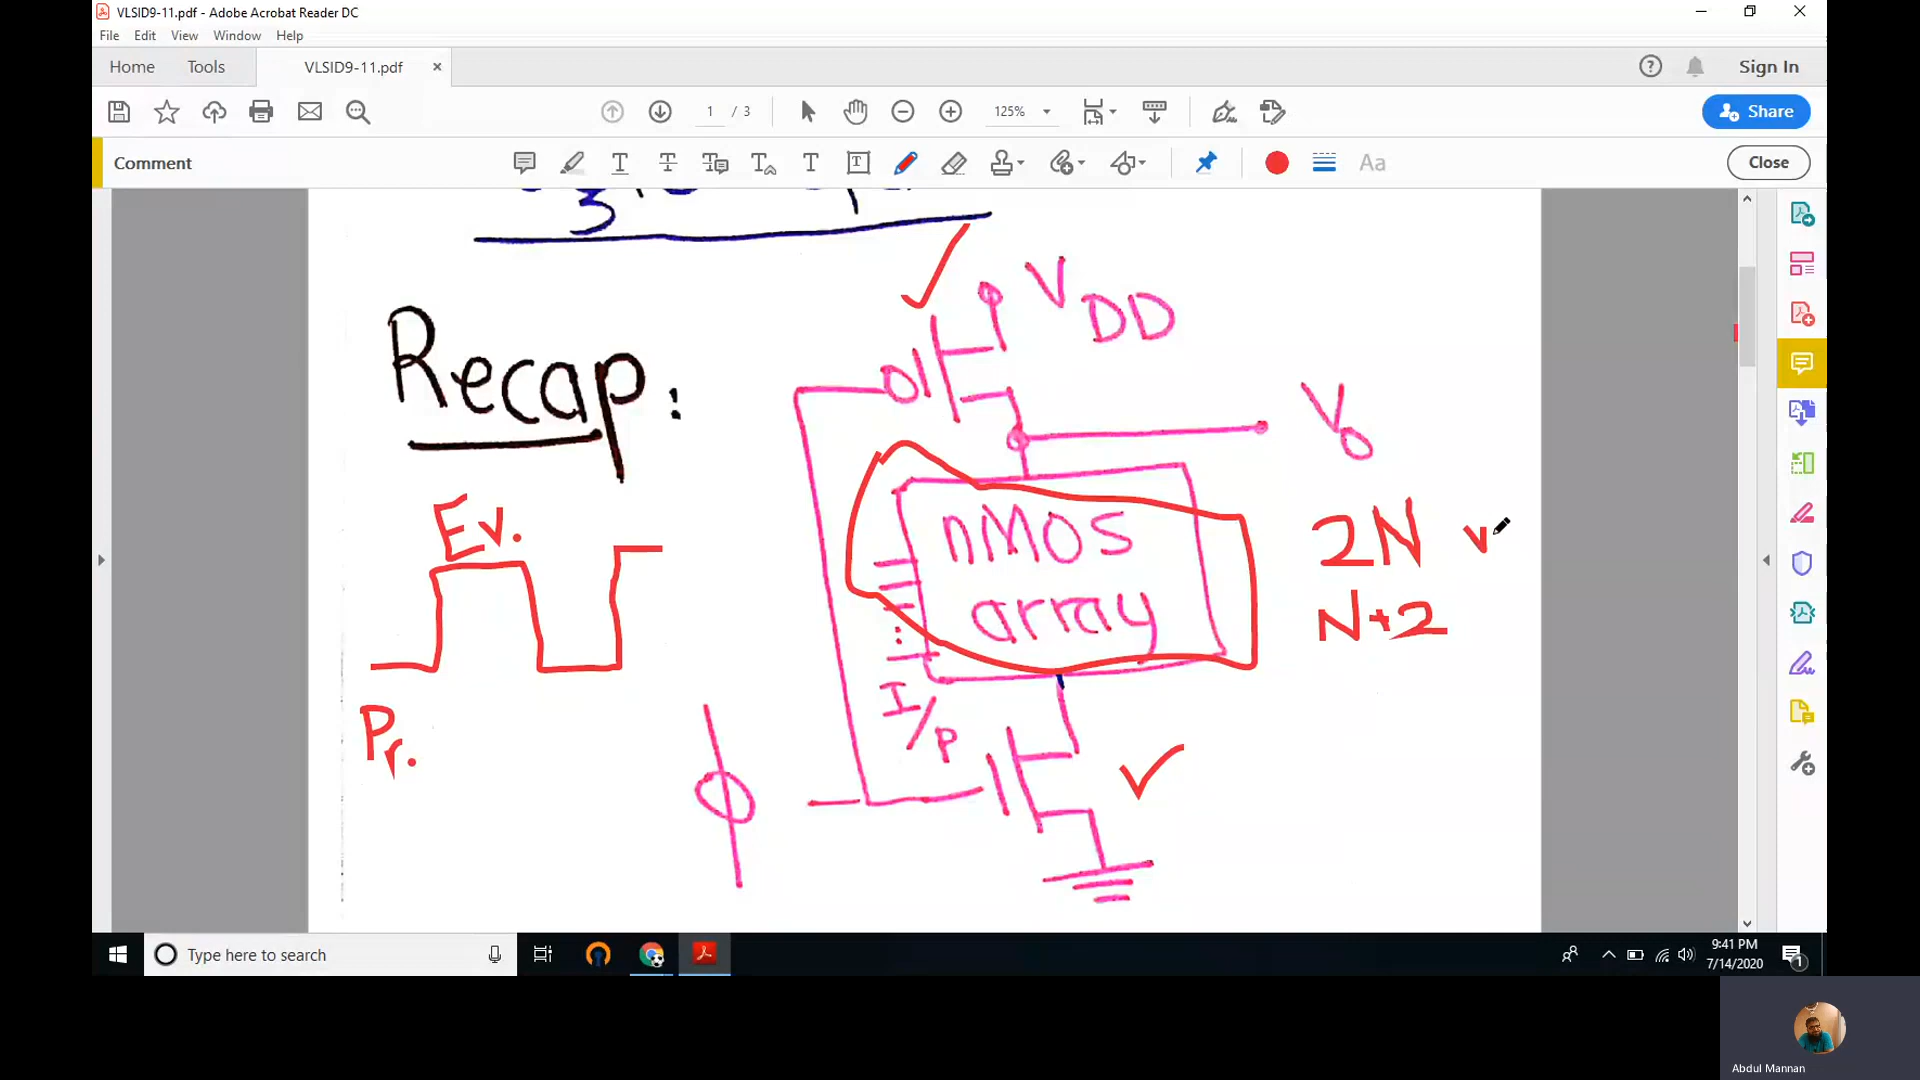 VLSID9-11.pdf - Adobe Acrobat Reader DC
File Edit View Window Help
Home Tools VLSID9-11.pdf × Sign In
1 / 3 125% Share
Comment Aa Close
Recap:
VDD
Vo
Ev.
nMOS
array
2N v
N+2
Pr.
I/p
ϕ
Type here to search
9:41 PM
7/14/2020
1
Abdul Mannan